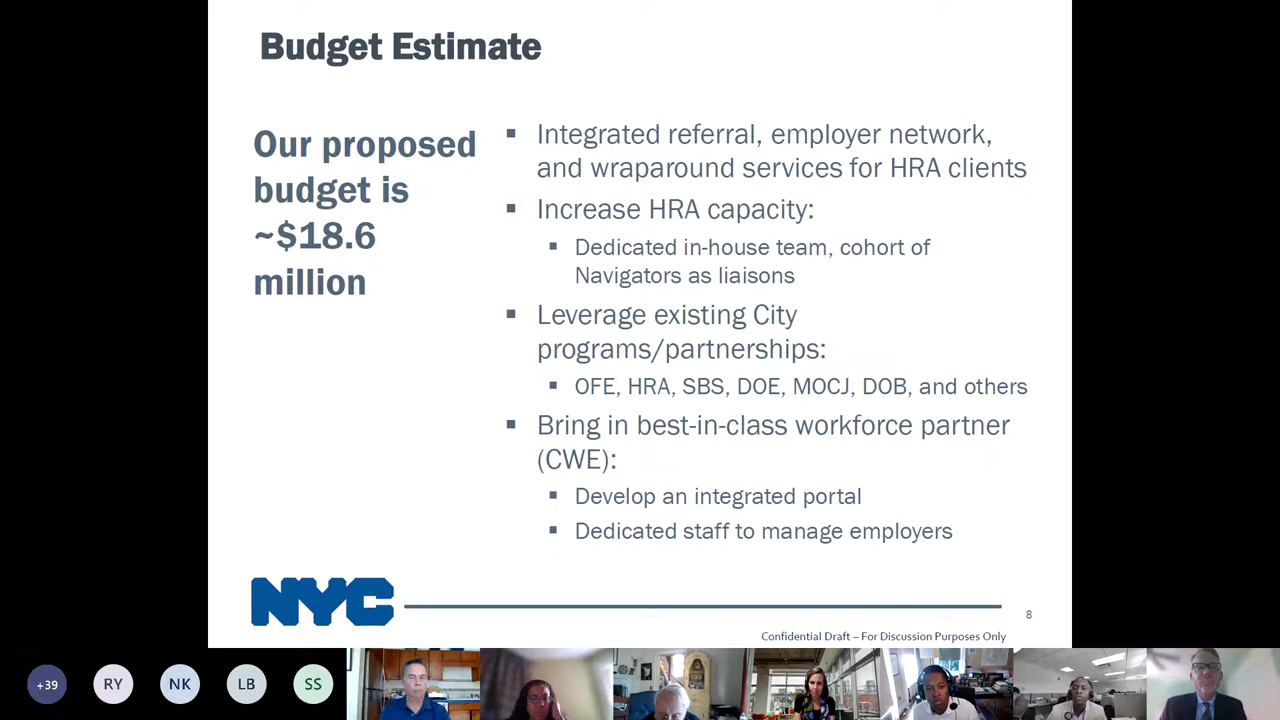 Budget Estimate
Our proposed
budget is
~$18.6
million
▪ Integrated referral, employer network,
and wraparound services for HRA clients
▪ Increase HRA capacity:
▪ Dedicated in-house team, cohort of
Navigators as liaisons
▪ Leverage existing City
programs/partnerships:
▪ OFE, HRA, SBS, DOE, MOCJ, DOB, and others
▪ Bring in best-in-class workforce partner
(CWE):
▪ Develop an integrated portal
▪ Dedicated staff to manage employers
NYC
8
Confidential Draft – For Discussion Purposes Only
+39 RY NK LB SS